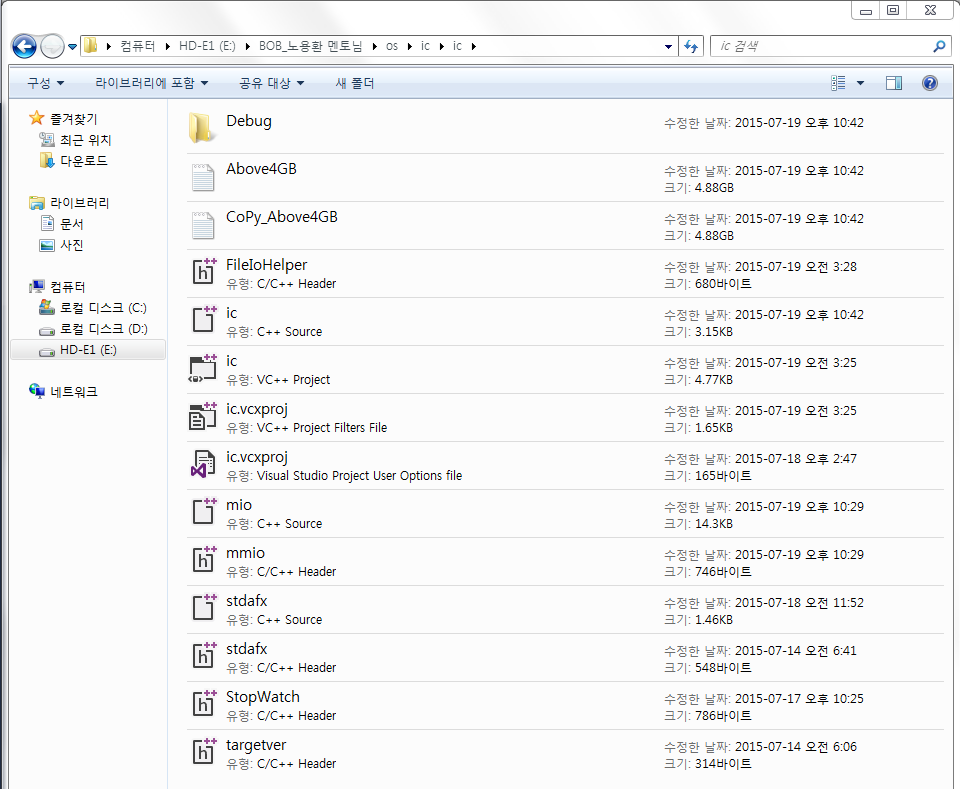 컴퓨터 HD-E1 (E:) BOB_노용환 멘토님 os ic ic
ic 검색
구성 라이브러리에 포함 공유 대상 새 폴더
즐겨찾기
최근 위치
다운로드
라이브러리
문서
사진
컴퓨터
로컬 디스크 (C:)
로컬 디스크 (D:)
HD-E1 (E:)
네트워크
Debug
수정한 날짜: 2015-07-19 오후 10:42
Above4GB
수정한 날짜: 2015-07-19 오후 10:42
크기: 4.88GB
CoPy_Above4GB
수정한 날짜: 2015-07-19 오후 10:42
크기: 4.88GB
FileIoHelper
수정한 날짜: 2015-07-19 오전 3:28
유형: C/C++ Header
크기: 680바이트
ic
수정한 날짜: 2015-07-19 오후 10:42
유형: C++ Source
크기: 3.15KB
ic
수정한 날짜: 2015-07-19 오전 3:25
유형: VC++ Project
크기: 4.77KB
ic.vcxproj
수정한 날짜: 2015-07-19 오전 3:25
유형: VC++ Project Filters File
크기: 1.65KB
ic.vcxproj
수정한 날짜: 2015-07-18 오후 2:47
유형: Visual Studio Project User Options file
크기: 165바이트
mio
수정한 날짜: 2015-07-19 오후 10:29
유형: C++ Source
크기: 14.3KB
mmio
수정한 날짜: 2015-07-19 오후 10:29
유형: C/C++ Header
크기: 746바이트
stdafx
수정한 날짜: 2015-07-18 오전 11:52
유형: C++ Source
크기: 1.46KB
stdafx
수정한 날짜: 2015-07-14 오전 6:41
유형: C/C++ Header
크기: 548바이트
StopWatch
수정한 날짜: 2015-07-17 오후 10:25
유형: C/C++ Header
크기: 786바이트
targetver
수정한 날짜: 2015-07-14 오전 6:06
유형: C/C++ Header
크기: 314바이트